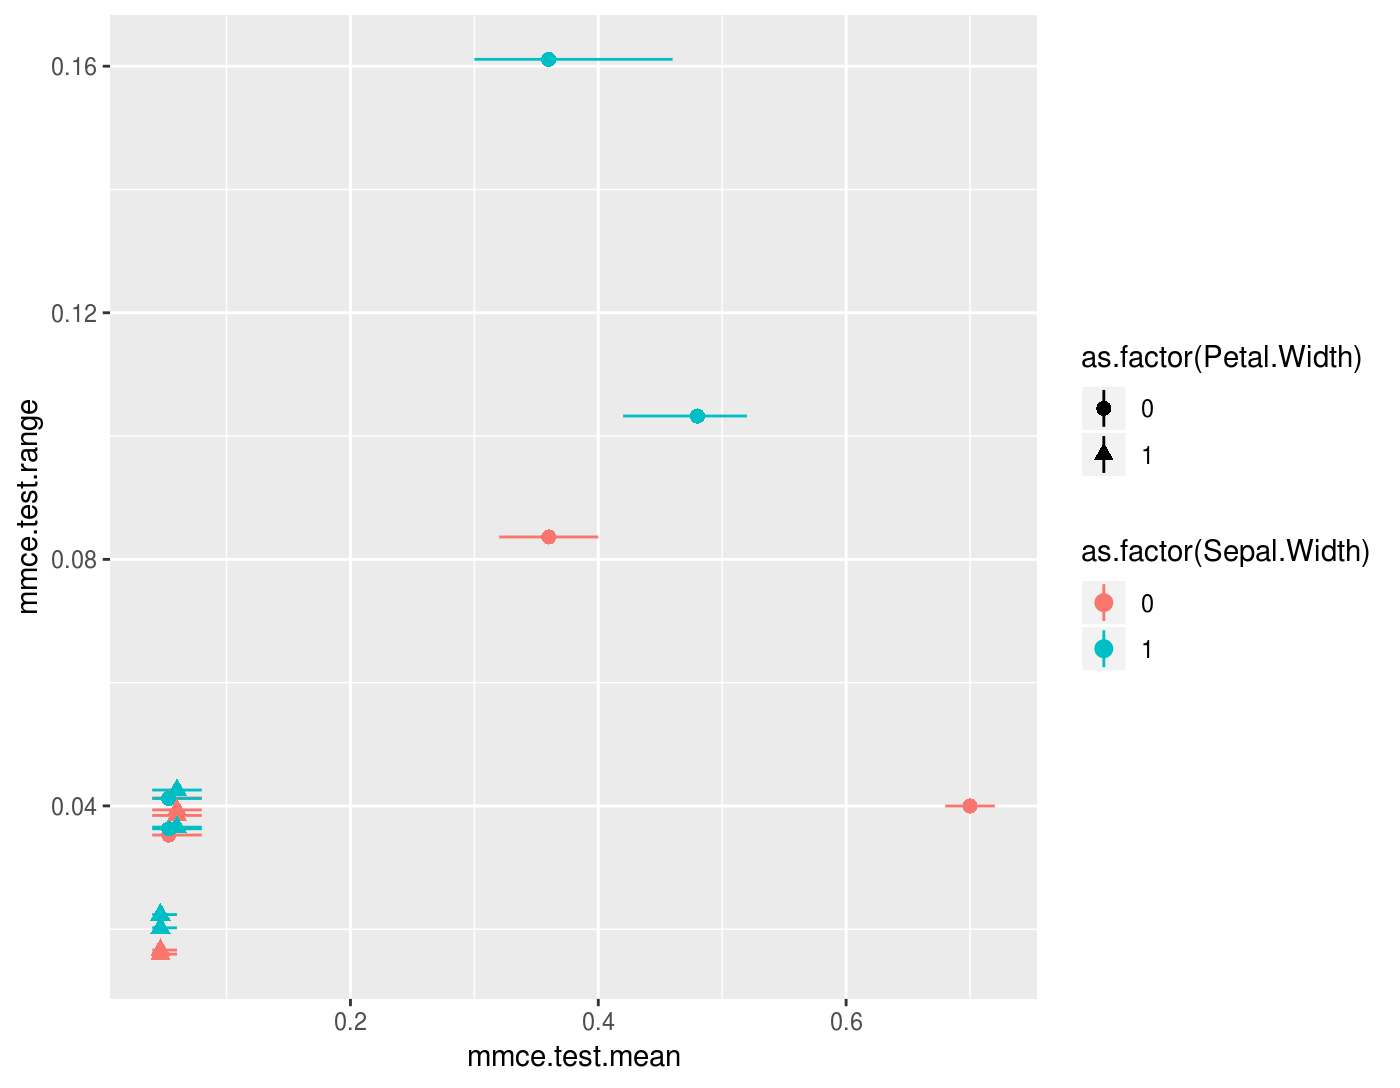 0.16
0.12
0.08
0.04
mmce.test.range
0.2
0.4
0.6
mmce.test.mean
as.factor(Petal.Width)
0
1
as.factor(Sepal.Width)
0
1